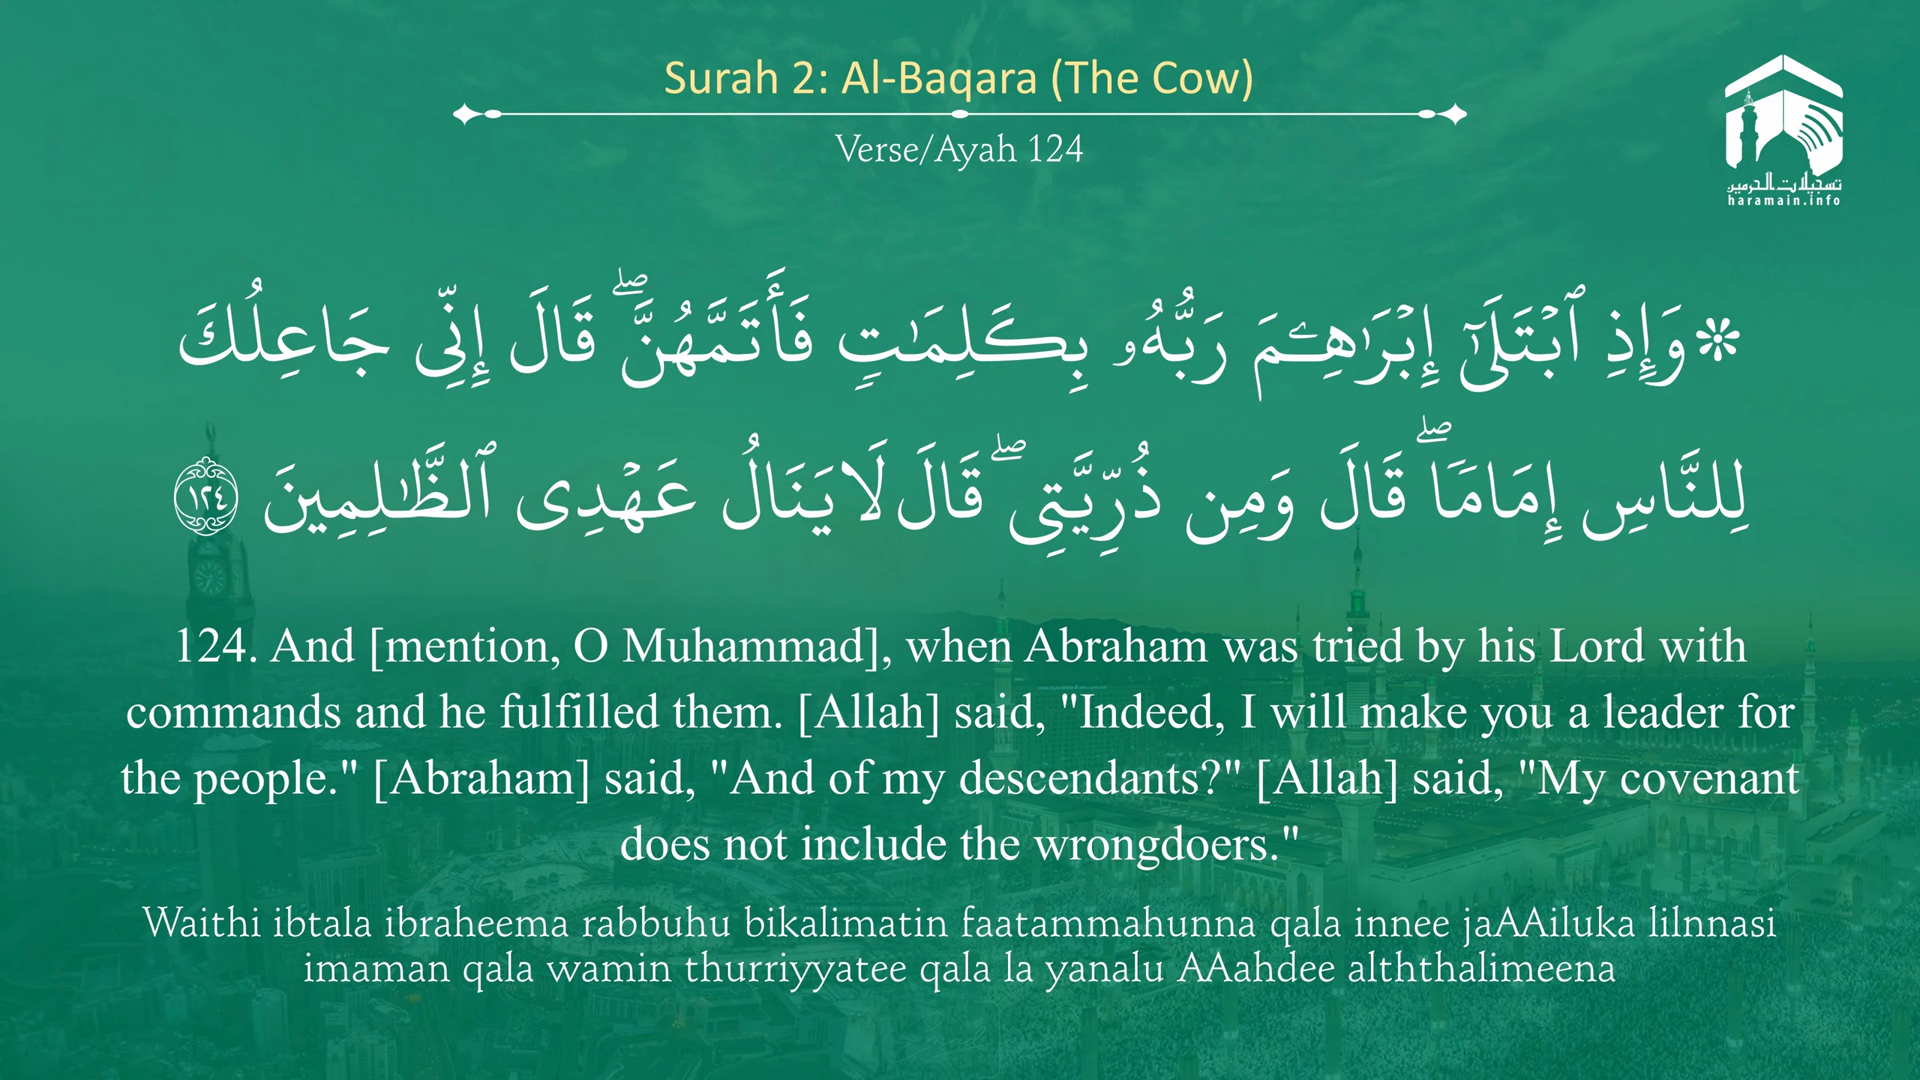 Surah 2: Al-Baqara (The Cow)
Verse/Ayah 124
تسجيلات الحرمين
haramain.info
۞وَإِذِ ٱبۡتَلَىٰٓ إِبۡرَٰهِـۧمَ رَبُّهُۥ بِكَلِمَٰتٖ فَأَتَمَّهُنَّۖ قَالَ إِنِّي جَاعِلُكَ
لِلنَّاسِ إِمَامٗاۖ قَالَ وَمِن ذُرِّيَّتِيۖ قَالَ لَا يَنَالُ عَهۡدِي ٱلظَّٰلِمِينَ ١٢٤
124. And [mention, O Muhammad], when Abraham was tried by his Lord with
commands and he fulfilled them. [Allah] said, "Indeed, I will make you a leader for
the people." [Abraham] said, "And of my descendants?" [Allah] said, "My covenant
does not include the wrongdoers."
Waithi ibtala ibraheema rabbuhu bikalimatin faatammahunna qala innee jaAAiluka lilnnasi
imaman qala wamin thurriyyatee qala la yanalu AAahdee alththalimeena